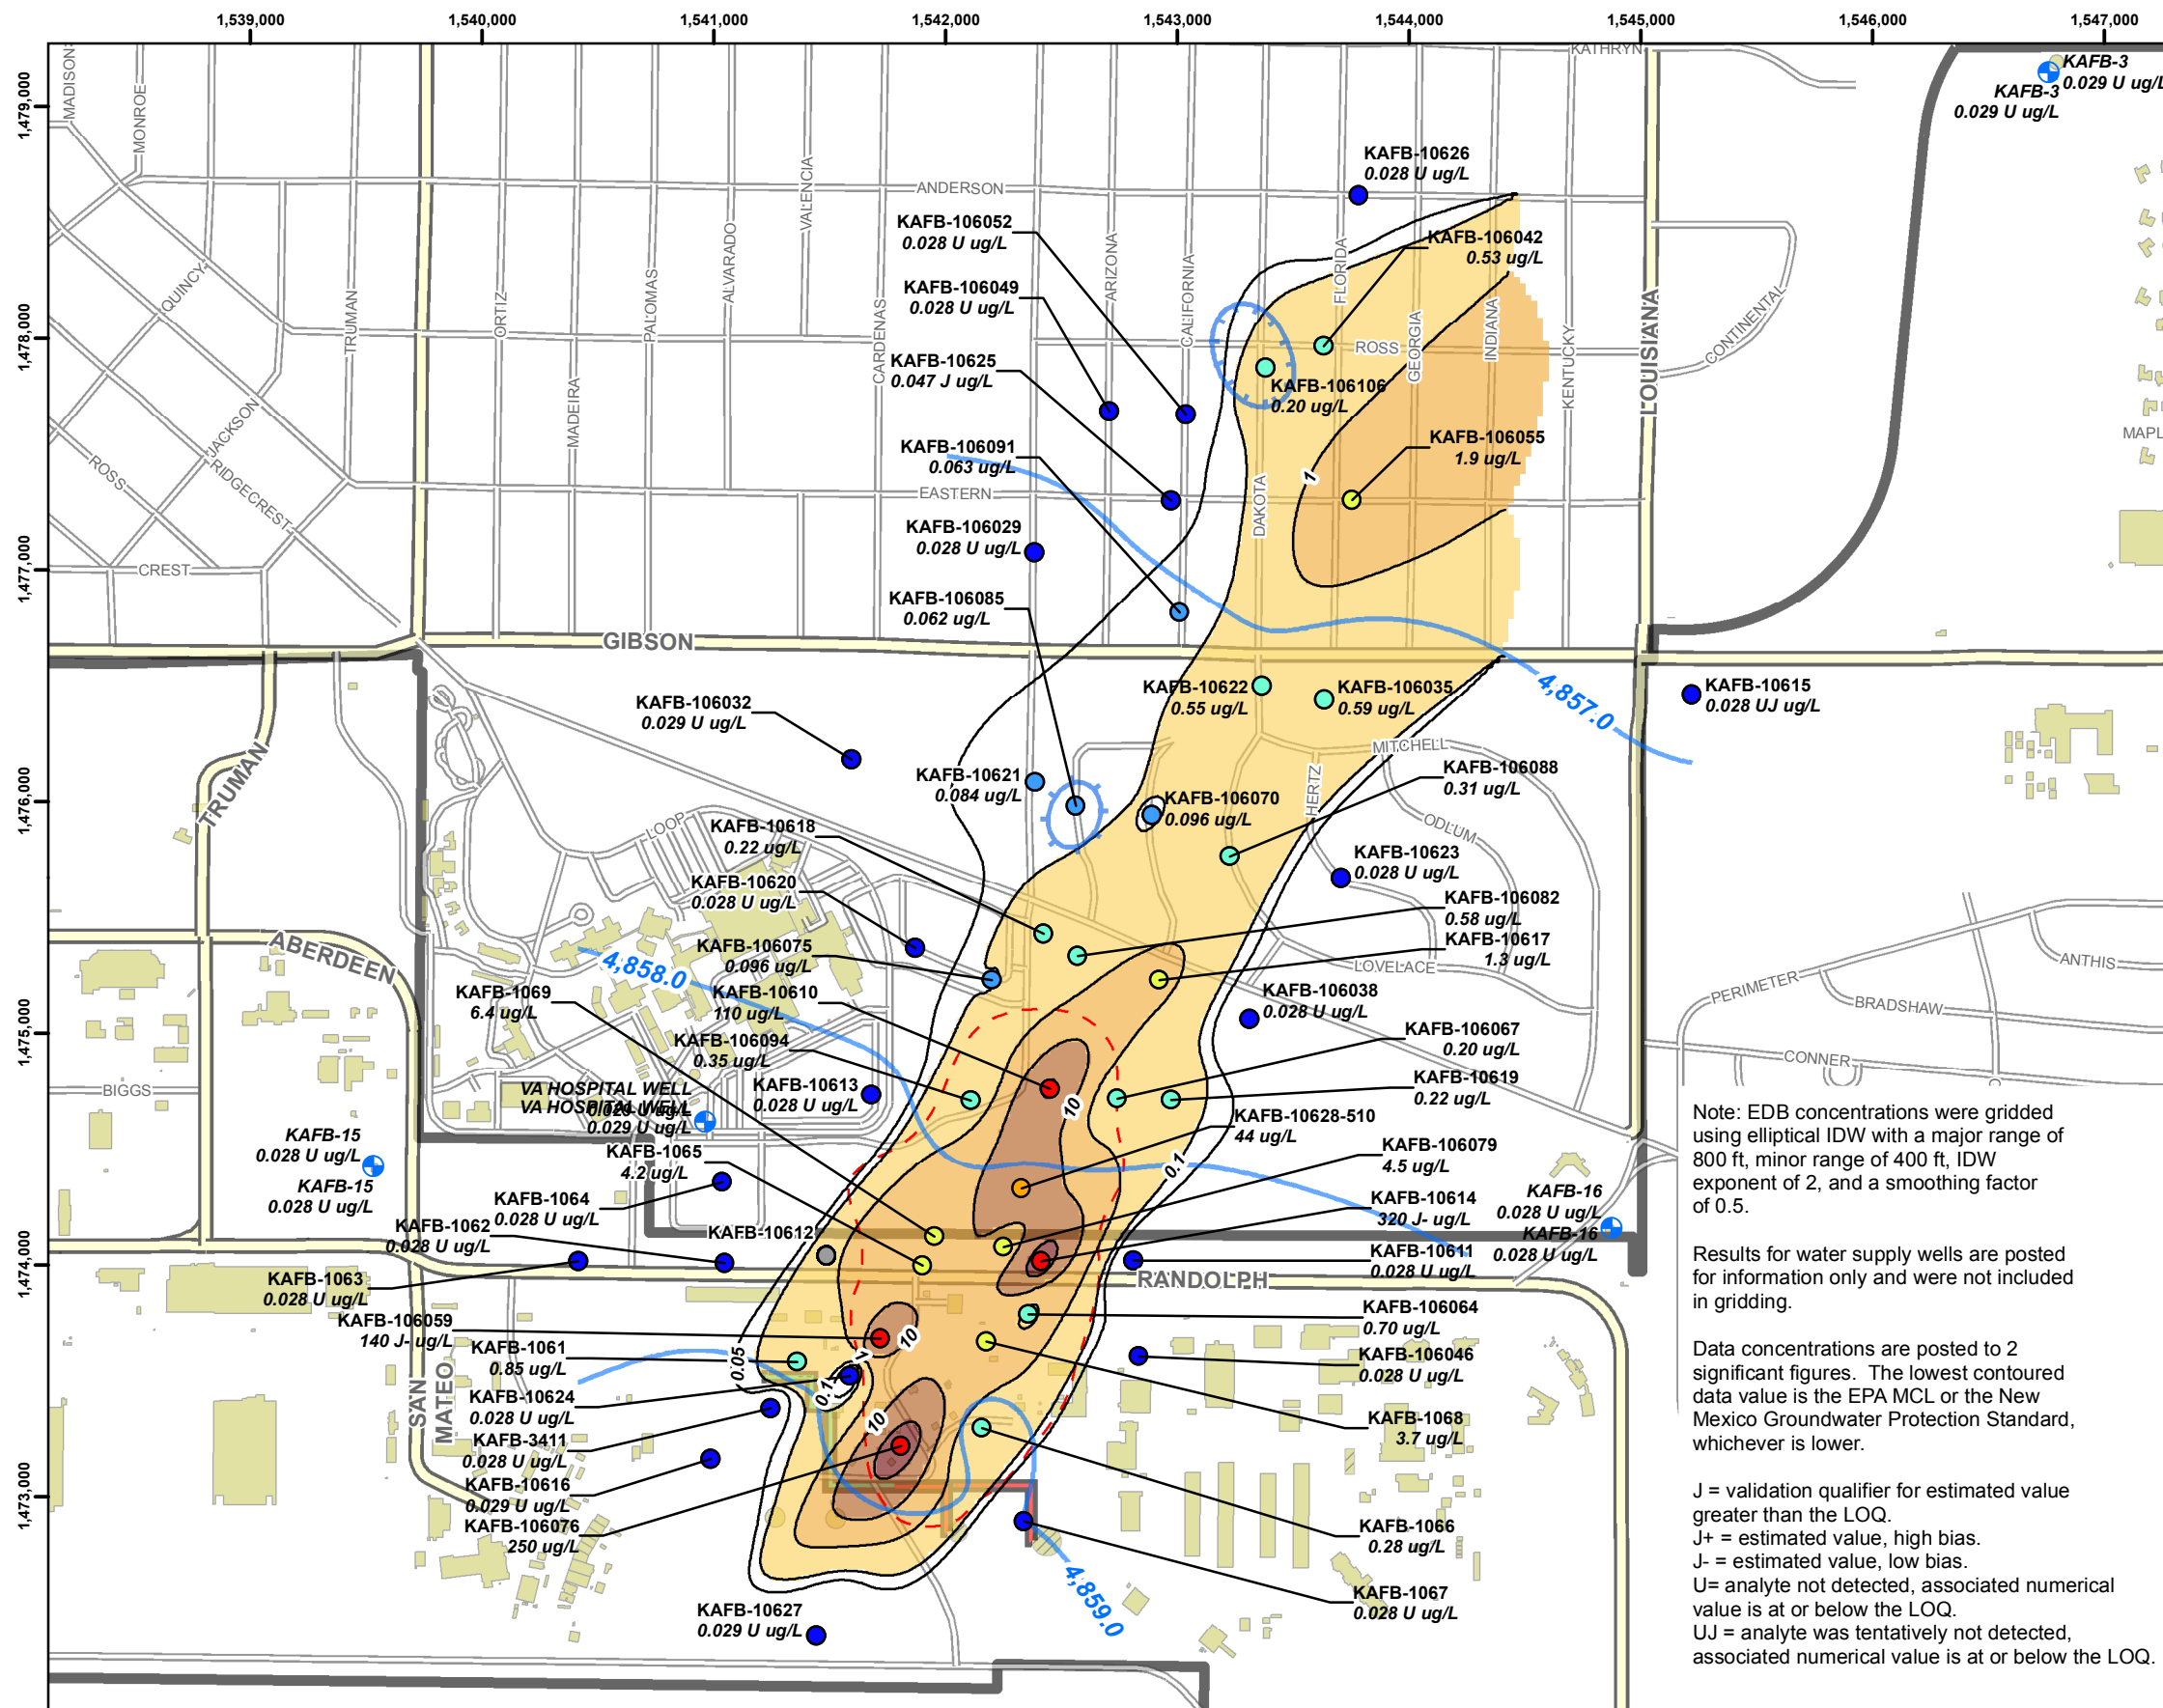 1,539,000
1,540,000
1,541,000
1,542,000
1,543,000
1,544,000
1,545,000
1,546,000
1,547,000
1,479,000
1,478,000
1,477,000
1,476,000
1,475,000
1,474,000
1,473,000
MADISON
MONROE
VALENCIA
KATHRYN
KAFB-3
0.029 U ug/L
KAFB-3
0.029 U ug/L
KAFB-10626
0.028 U ug/L
ANDERSON
KAFB-106052
0.028 U ug/L
KAFB-106042
0.53 ug/L
QUINCY
TRUMAN
ORTIZ
PALOMAS
ALVARADO
CARDENAS
ARIZONA
CALIFORNIA
FLORIDA
GEORGIA
INDIANA
KENTUCKY
LOUISIANA
CONTINENTAL
KAFB-106049
0.028 U ug/L
ROSS
KAFB-10625
0.047 J ug/L
KAFB-106106
0.20 ug/L
MADEIRA
JACKSON
RIDGECREST
ROSS
KAFB-106091
0.063 ug/L
KAFB-106055
1.9 ug/L
MAPL
1
EASTERN
DAKOTA
KAFB-106029
0.028 U ug/L
CREST
KAFB-106085
0.062 ug/L
GIBSON
KAFB-106032
0.029 U ug/L
KAFB-10622
0.55 ug/L
KAFB-106035
0.59 ug/L
4,857.0
KAFB-10615
0.028 UJ ug/L
TRUMAN
MITCHELL
HERTZ
KAFB-106088
0.31 ug/L
KAFB-10621
0.084 ug/L
KAFB-106070
0.096 ug/L
ODLUM
LOOP
KAFB-10618
0.22 ug/L
KAFB-10623
0.028 U ug/L
KAFB-10620
0.028 U ug/L
KAFB-106082
0.58 ug/L
ABERDEEN
KAFB-106075
0.096 ug/L
KAFB-10617
1.3 ug/L
LOVELACE
4,858.0
ANTHIS
PERIMETER
BRADSHAW
KAFB-1069
6.4 ug/L
KAFB-10610
110 ug/L
KAFB-106038
0.028 U ug/L
KAFB-106094
0.35 ug/L
KAFB-106067
0.20 ug/L
CONNER
BIGGS
VA HOSPITAL WELL
0.029 U ug/L
VA HOSPITAL WELL
0.029 U ug/L
KAFB-10613
0.028 U ug/L
10
KAFB-10619
0.22 ug/L
KAFB-10628-510
44 ug/L
KAFB-15
0.028 U ug/L
KAFB-15
0.028 U ug/L
KAFB-1065
4.2 ug/L
0.1
KAFB-106079
4.5 ug/L
KAFB-1064
0.028 U ug/L
KAFB-10614
320 J- ug/L
KAFB-16
0.028 U ug/L
KAFB-16
0.028 U ug/L
KAFB-1062
0.028 U ug/L
KAFB-10612
KAFB-10611
0.028 U ug/L
KAFB-1063
0.028 U ug/L
RANDOLPH
KAFB-106059
140 J- ug/L
10
KAFB-106064
0.70 ug/L
KAFB-1061
0.85 ug/L
0.05
1
0.1
KAFB-106046
0.028 U ug/L
SAN
MATEO
KAFB-10624
0.028 U ug/L
10
KAFB-1068
3.7 ug/L
KAFB-3411
0.028 U ug/L
KAFB-10616
0.029 U ug/L
KAFB-106076
250 ug/L
KAFB-1066
0.28 ug/L
KAFB-1067
0.028 U ug/L
4,859.0
KAFB-10627
0.029 U ug/L
Note: EDB concentrations were gridded
using elliptical IDW with a major range of
800 ft, minor range of 400 ft, IDW
exponent of 2, and a smoothing factor
of 0.5.
Results for water supply wells are posted
for information only and were not included
in gridding.
Data concentrations are posted to 2
significant figures.  The lowest contoured
data value is the EPA MCL or the New
Mexico Groundwater Protection Standard,
whichever is lower.
J = validation qualifier for estimated value
greater than the LOQ.
J+ = estimated value, high bias.
J- = estimated value, low bias.
U= analyte not detected, associated numerical
value is at or below the LOQ.
UJ = analyte was tentatively not detected,
associated numerical value is at or below the LOQ.